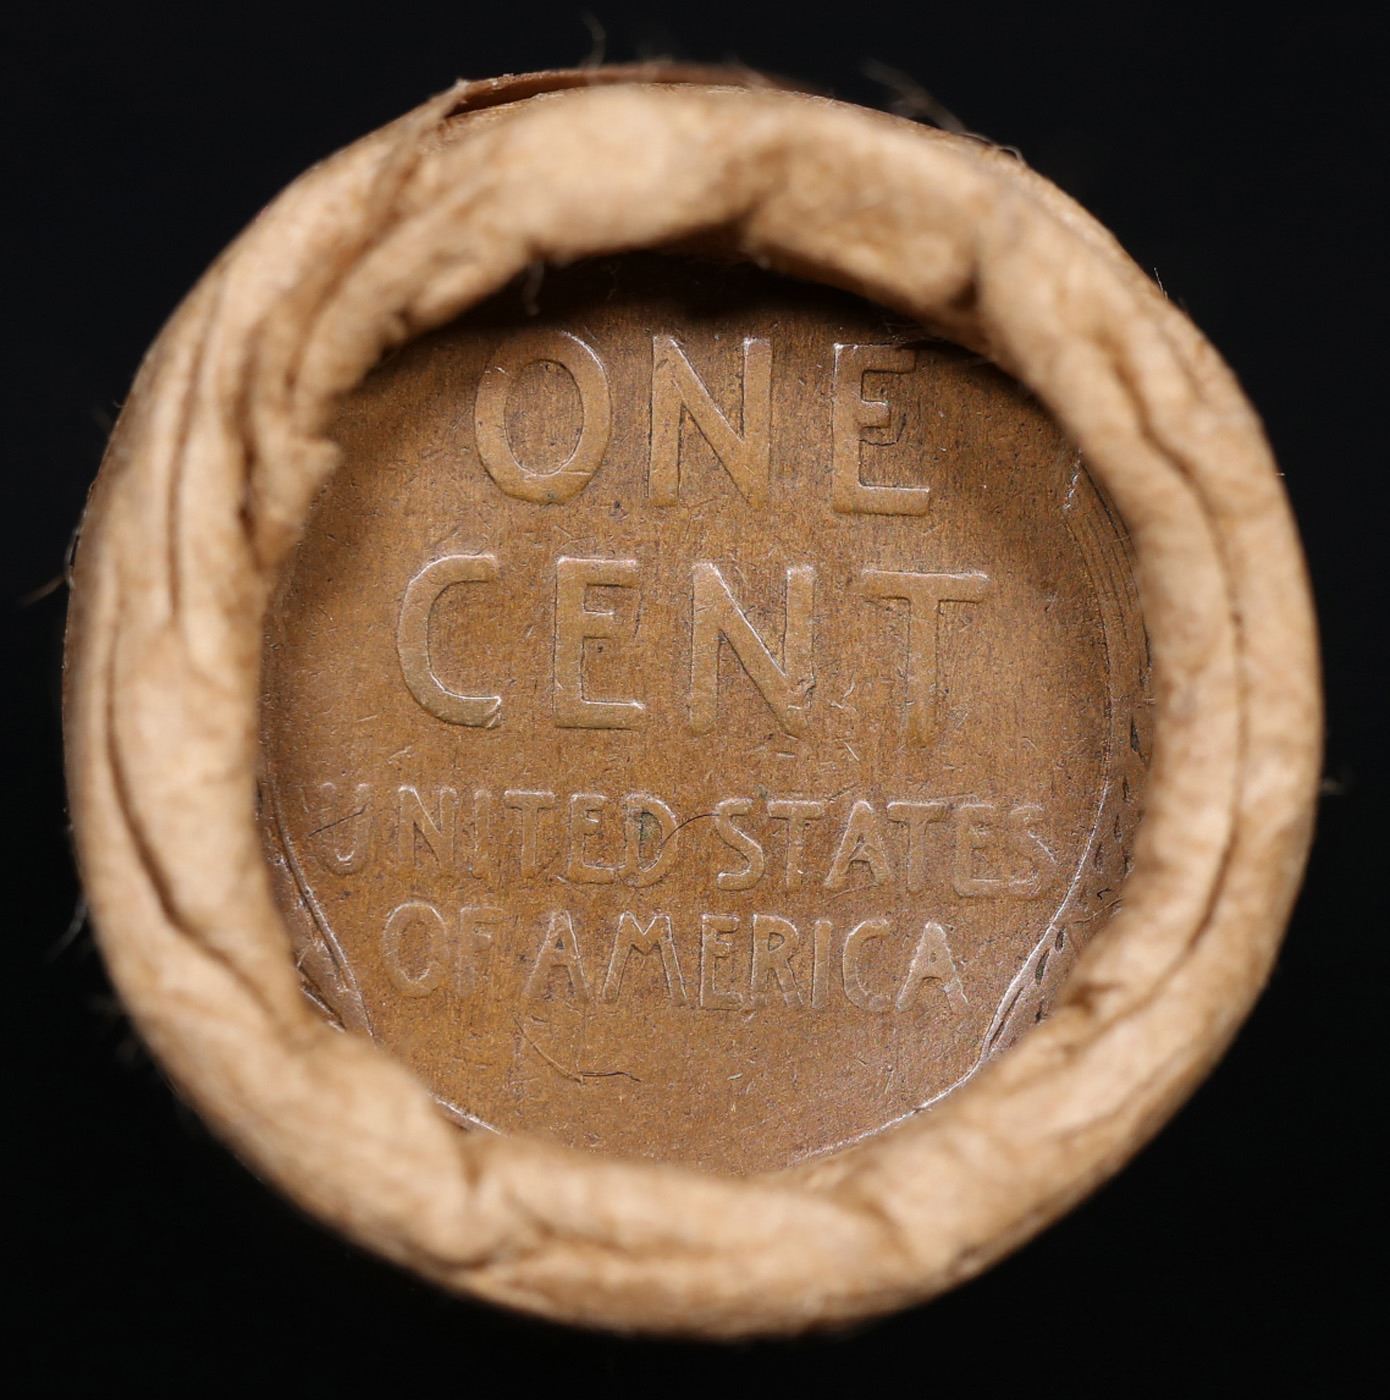 ONE
CENT
UNITED STATES
OF AMERICA